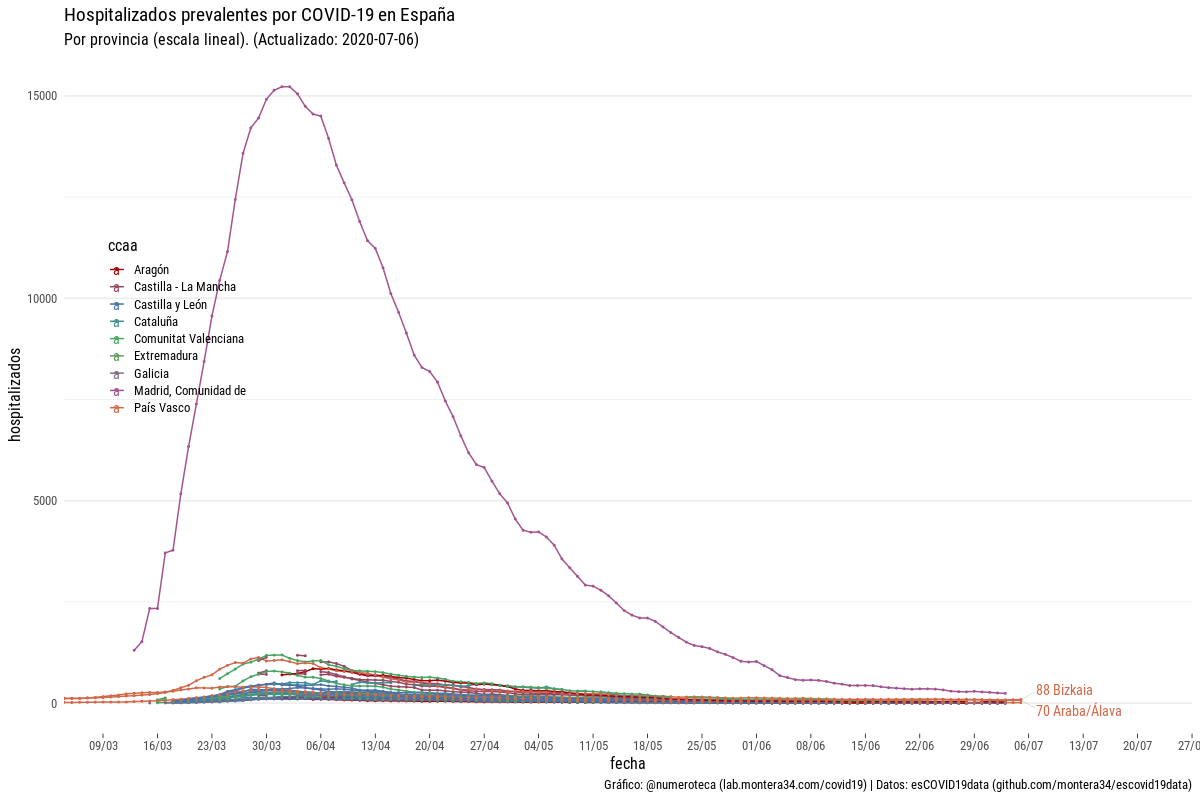 Hospitalizados prevalentes por COVID-19 en España
Por provincia (escala lineal). (Actualizado: 2020-07-06)
15000
10000
5000
0
hospitalizados
ccaa
Aragón
Castilla - La Mancha
Castilla y León
Cataluña
Comunitat Valenciana
Extremadura
Galicia
Madrid, Comunidad de
País Vasco
88 Bizkaia
70 Araba/Álava
09/03 16/03 23/03 30/03 06/04 13/04 20/04 27/04 04/05 11/05 18/05 25/05 01/06 08/06 15/06 22/06 29/06 06/07 13/07 20/07 27/0
fecha
Gráfico: @numeroteca (lab.montera34.com/covid19) | Datos: esCOVID19data (github.com/montera34/escovid19data)